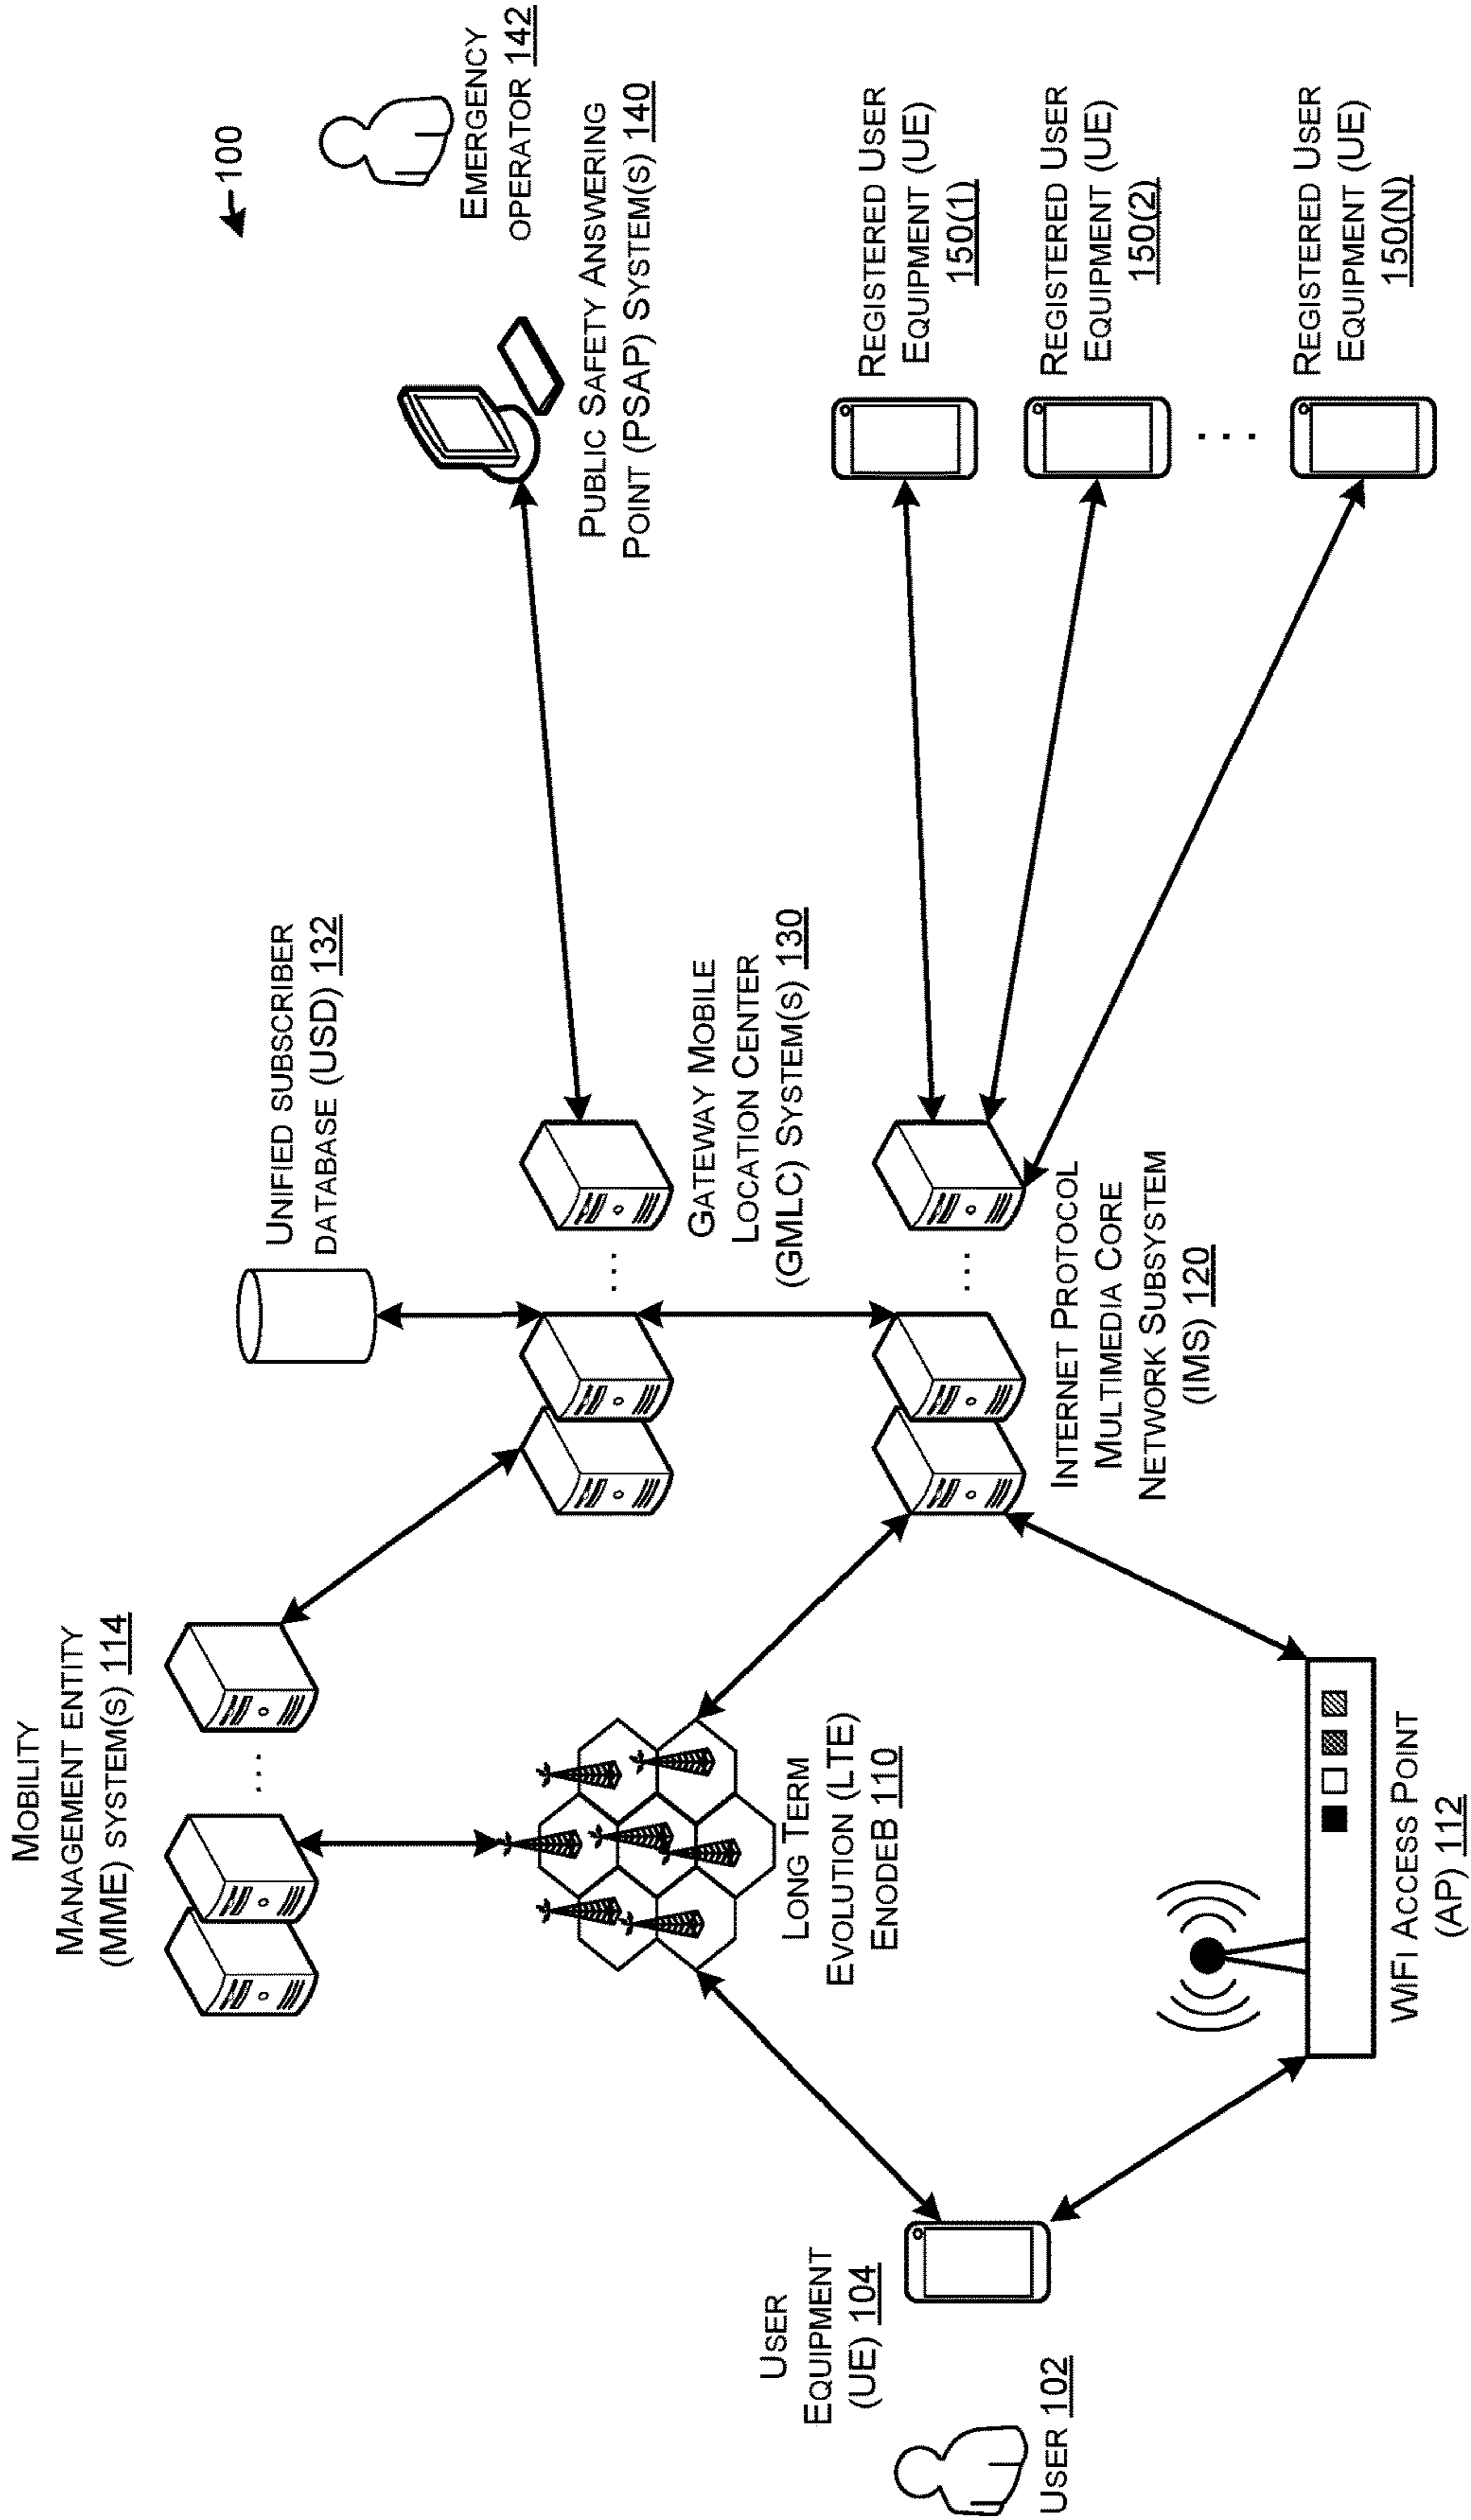 100
MOBILITY
MANAGEMENT ENTITY
(MME) SYSTEM(S) 114
UNIFIED SUBSCRIBER
DATABASE (USD) 132
EMERGENCY
OPERATOR 142
PUBLIC SAFETY ANSWERING
POINT (PSAP) SYSTEM(S) 140
GATEWAY MOBILE
LOCATION CENTER
(GMLC) SYSTEM(S) 130
LONG TERM
EVOLUTION (LTE)
ENODEB 110
USER
EQUIPMENT
(UE) 104
USER 102
INTERNET PROTOCOL
MULTIMEDIA CORE
NETWORK SUBSYSTEM
(IMS) 120
WIFI ACCESS POINT
(AP) 112
REGISTERED USER
EQUIPMENT (UE)
150(1)
REGISTERED USER
EQUIPMENT (UE)
150(2)
REGISTERED USER
EQUIPMENT (UE)
150(N)